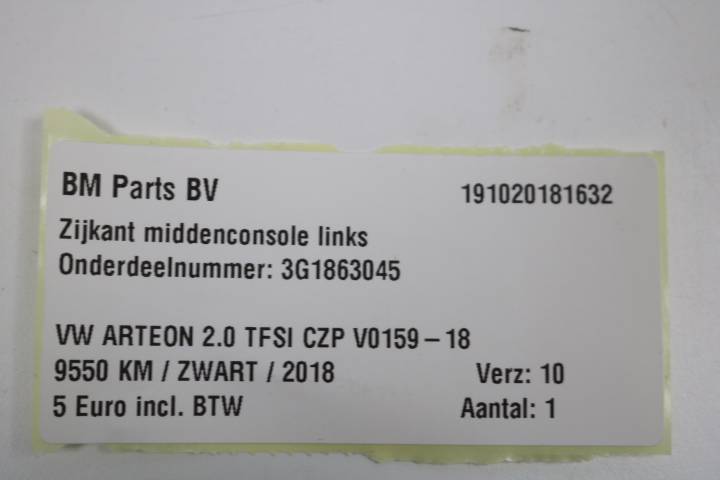 BM Parts BV 191020181632
Zijkant middenconsole links
Onderdeelnummer: 3G1863045
VW ARTEON 2.0 TFSI CZP V0159-18
9550 KM / ZWART / 2018 Verz: 10
5 Euro incl. BTW Aantal: 1